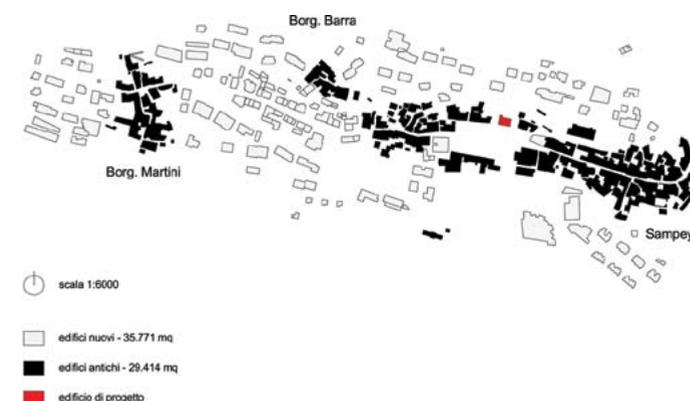 Borg. Barra
Borg. Martini
Sampey
scala 1:6000
edifici nuovi - 35.771 mq
edifici antichi - 29.414 mq
edificio di progetto